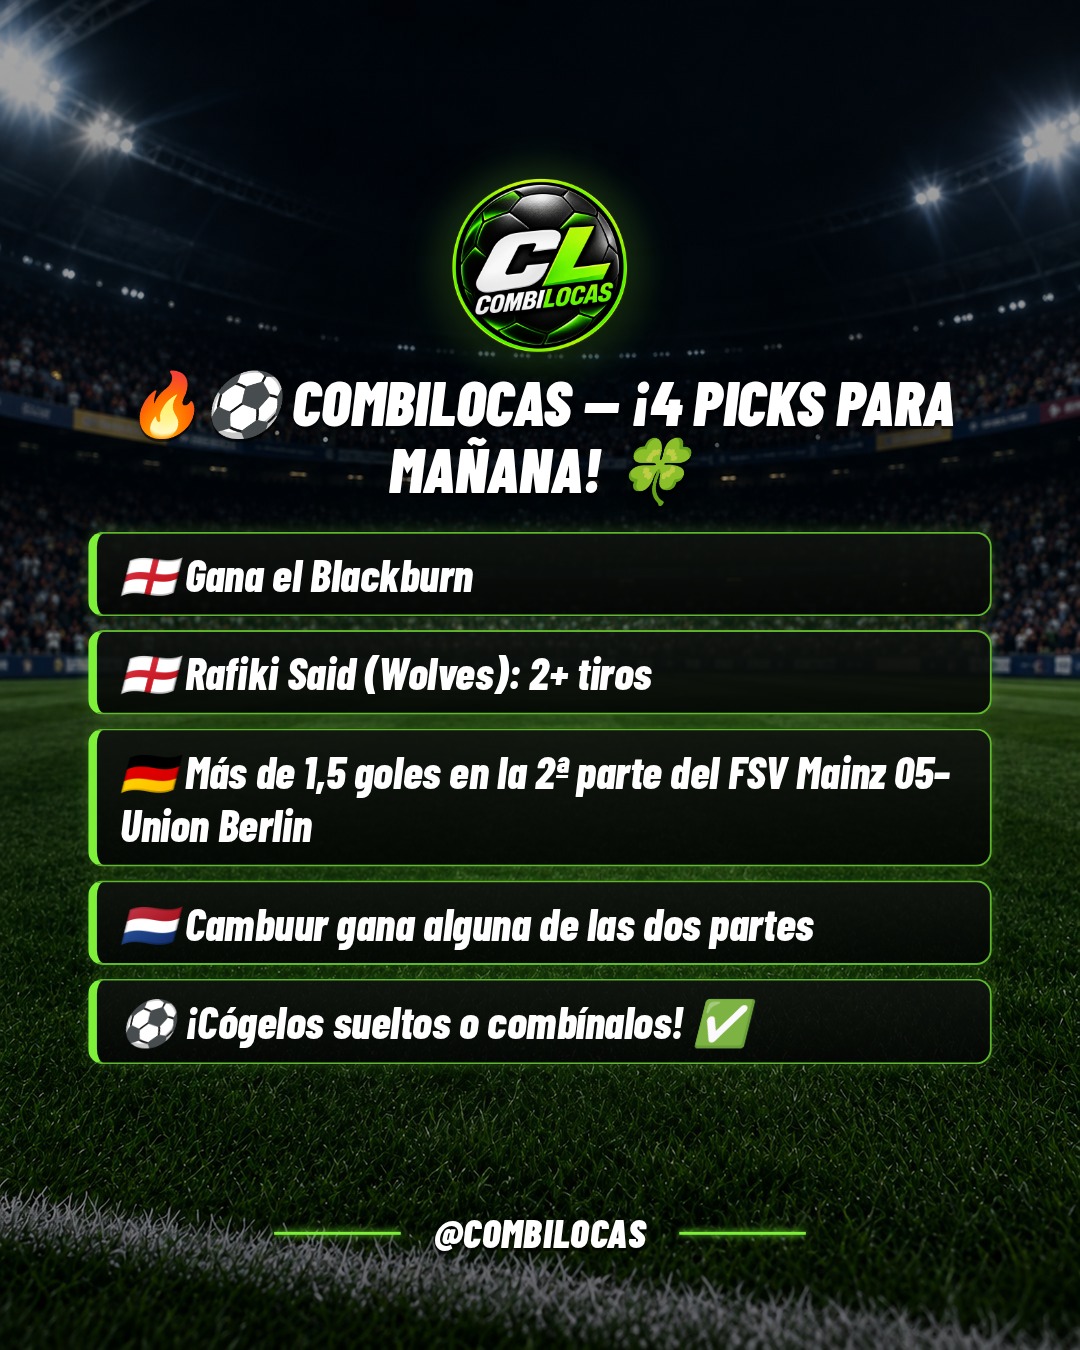 CL
COMBILOCAS
🔥⚽ COMBILOCAS – ¡4 PICKS PARA
MAÑANA! 🍀
🏴󠁧󠁢󠁥󠁮󠁧󠁿 Gana el Blackburn
🏴󠁧󠁢󠁥󠁮󠁧󠁿 Rafiki Said (Wolves): 2+ tiros
🇩🇪 Más de 1,5 goles en la 2ª parte del FSV Mainz 05–
Union Berlin
🇳🇱 Cambuur gana alguna de las dos partes
⚽ ¡Cógelos sueltos o combínalos! ✅
@COMBILOCAS